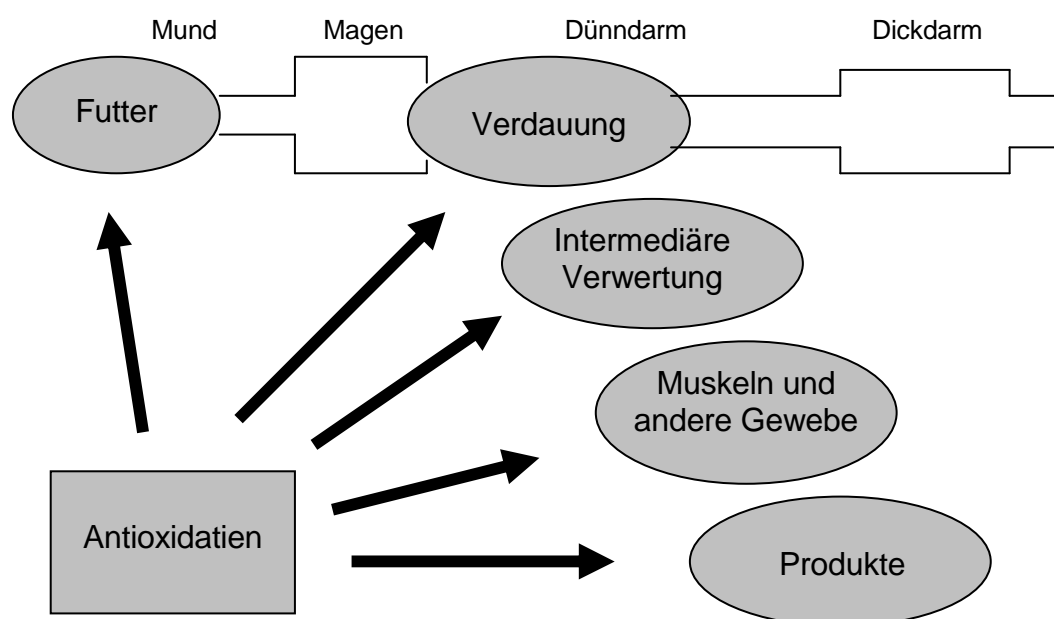 Mund Magen Dünndarm Dickdarm
Futter
Verdauung
Intermediäre
Verwertung
Muskeln und
andere Gewebe
Antioxidatien
Produkte